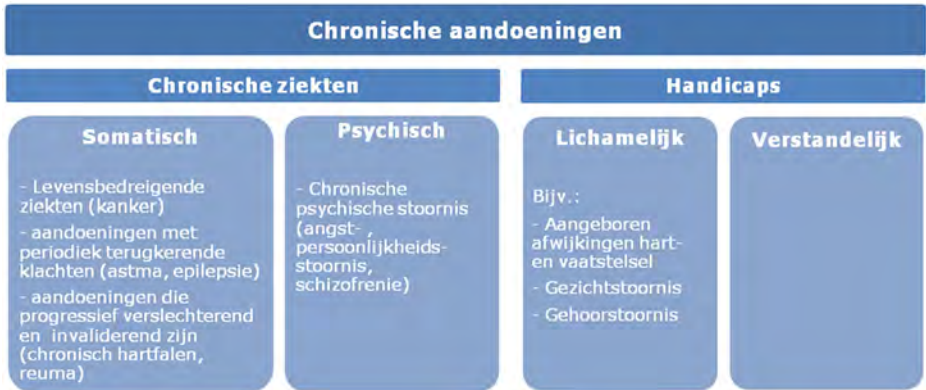 Chronische aandoeningen
Chronische ziekten
Handicaps
Somatisch
- Levensbedreigende
ziekten (kanker)
- aandoeningen met
periodiek terugkerende
klachten (astma, epilepsie)
- aandoeningen die
progressief verslechterend
en invaliderend zijn
(chronisch hartfalen,
reuma)
Psychisch
- Chronische
psychische stoornis
(angst- ,
persoonlijkheids-
stoornis,
schizofrenie)
Lichamelijk
Bijv.:
- Aangeboren
afwijkingen hart-
en vaatstelsel
- Gezichtstoornis
- Gehoorstoornis
Verstandelijk